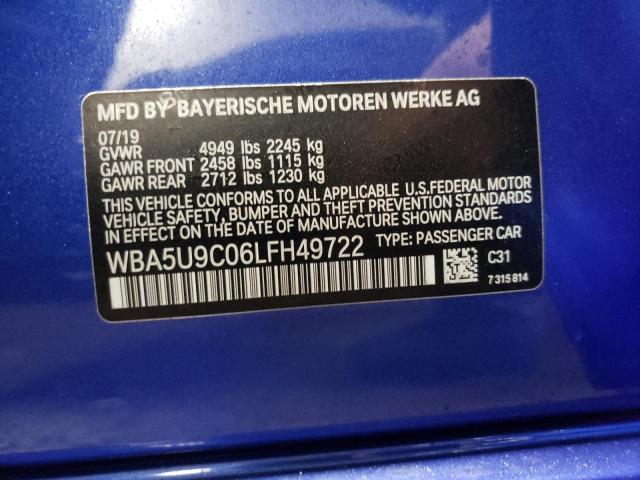 MFD BY BAYERISCHE MOTOREN WERKE AG
07/19
GVWR 4949 lbs 2245 kg
GAWR FRONT 2458 lbs 1115 kg
GAWR REAR 2712 lbs 1230 kg
THIS VEHICLE CONFORMS TO ALL APPLICABLE U.S.FEDERAL MOTOR
VEHICLE SAFETY, BUMPER AND THEFT PREVENTION STANDARDS
IN EFFECT ON THE DATE OF MANUFACTURE SHOWN ABOVE.
WBA5U9C06LFH49722 TYPE: PASSENGER CAR
C31
7315814